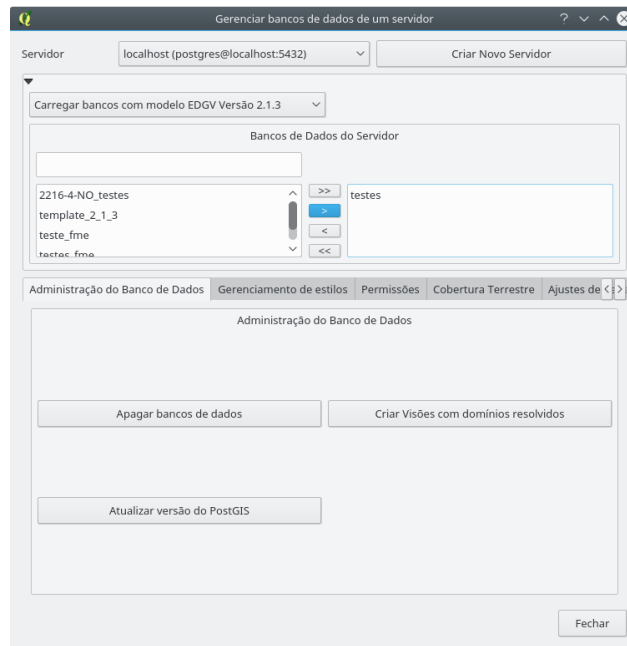 Gerenciar bancos de dados de um servidor
Servidor
localhost (postgres@localhost:5432)
Criar Novo Servidor
Carregar bancos com modelo EDGV Versão 2.1.3
Bancos de Dados do Servidor
2216-4-NO_testes
template_2_1_3
teste_fme
testes_fme
>>
>
<
<<
testes
Administração do Banco de Dados
Gerenciamento de estilos
Permissões
Cobertura Terrestre
Ajustes de
Administração do Banco de Dados
Apagar bancos de dados
Criar Visões com domínios resolvidos
Atualizar versão do PostGIS
Fechar